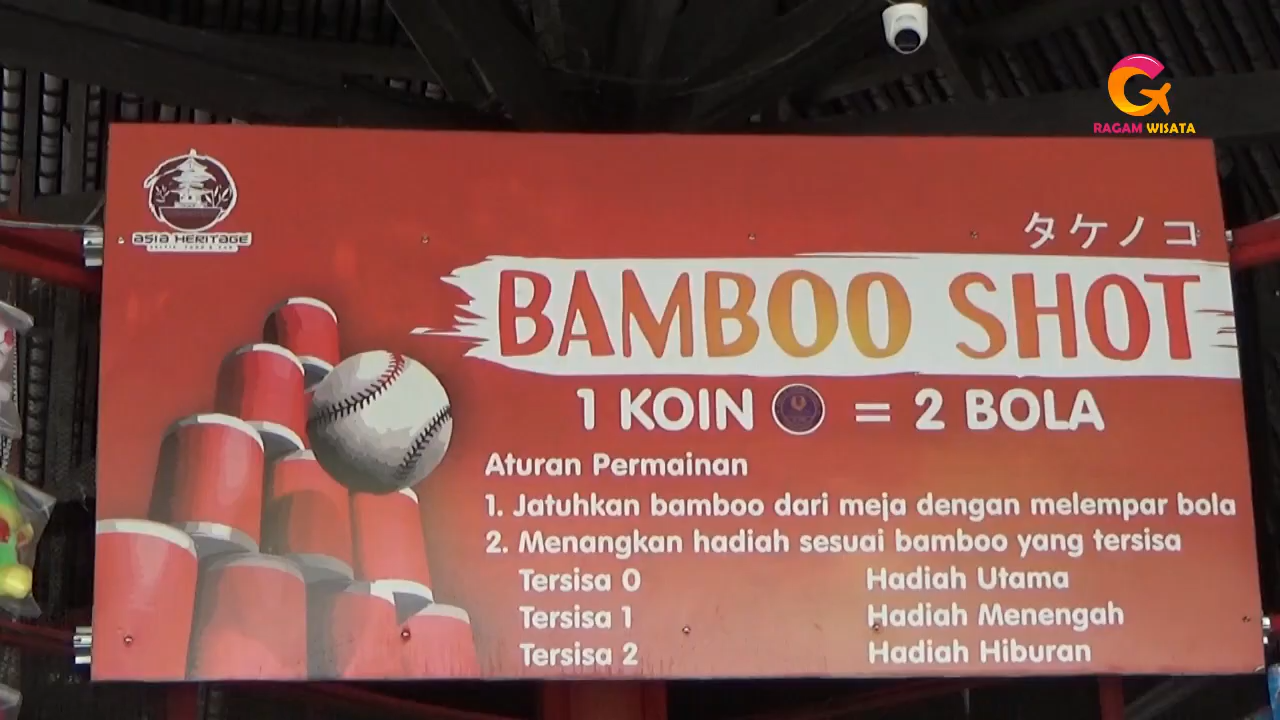 RAGAM WISATA
ASIA HERITAGE
タケノコ
BAMBOO SHOT
1 KOIN = 2 BOLA
Aturan Permainan
1. Jatuhkan bamboo dari meja dengan melempar bola
2. Menangkan hadiah sesuai bamboo yang tersisa
Tersisa 0 Hadiah Utama
Tersisa 1 Hadiah Menengah
Tersisa 2 Hadiah Hiburan